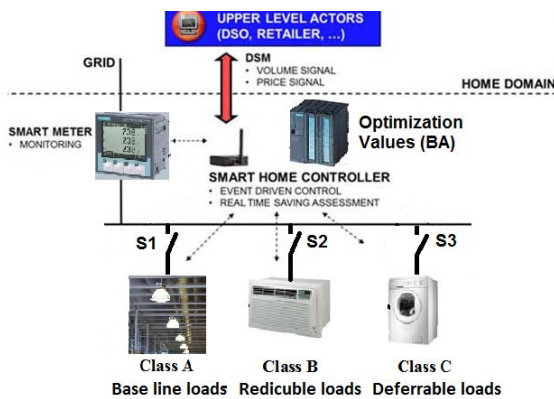 UPPER LEVEL ACTORS
(DSO, RETAILER, ...)
GRID
DSM
• VOLUME SIGNAL
• PRICE SIGNAL
HOME DOMAIN
SMART METER
• MONITORING
Optimization
Values (BA)
SMART HOME CONTROLLER
• EVENT DRIVEN CONTROL
• REAL TIME SAVING ASSESSMENT
S1
S2
S3
Class A
Class B
Class C
Base line loads
Redicuble loads
Deferrable loads